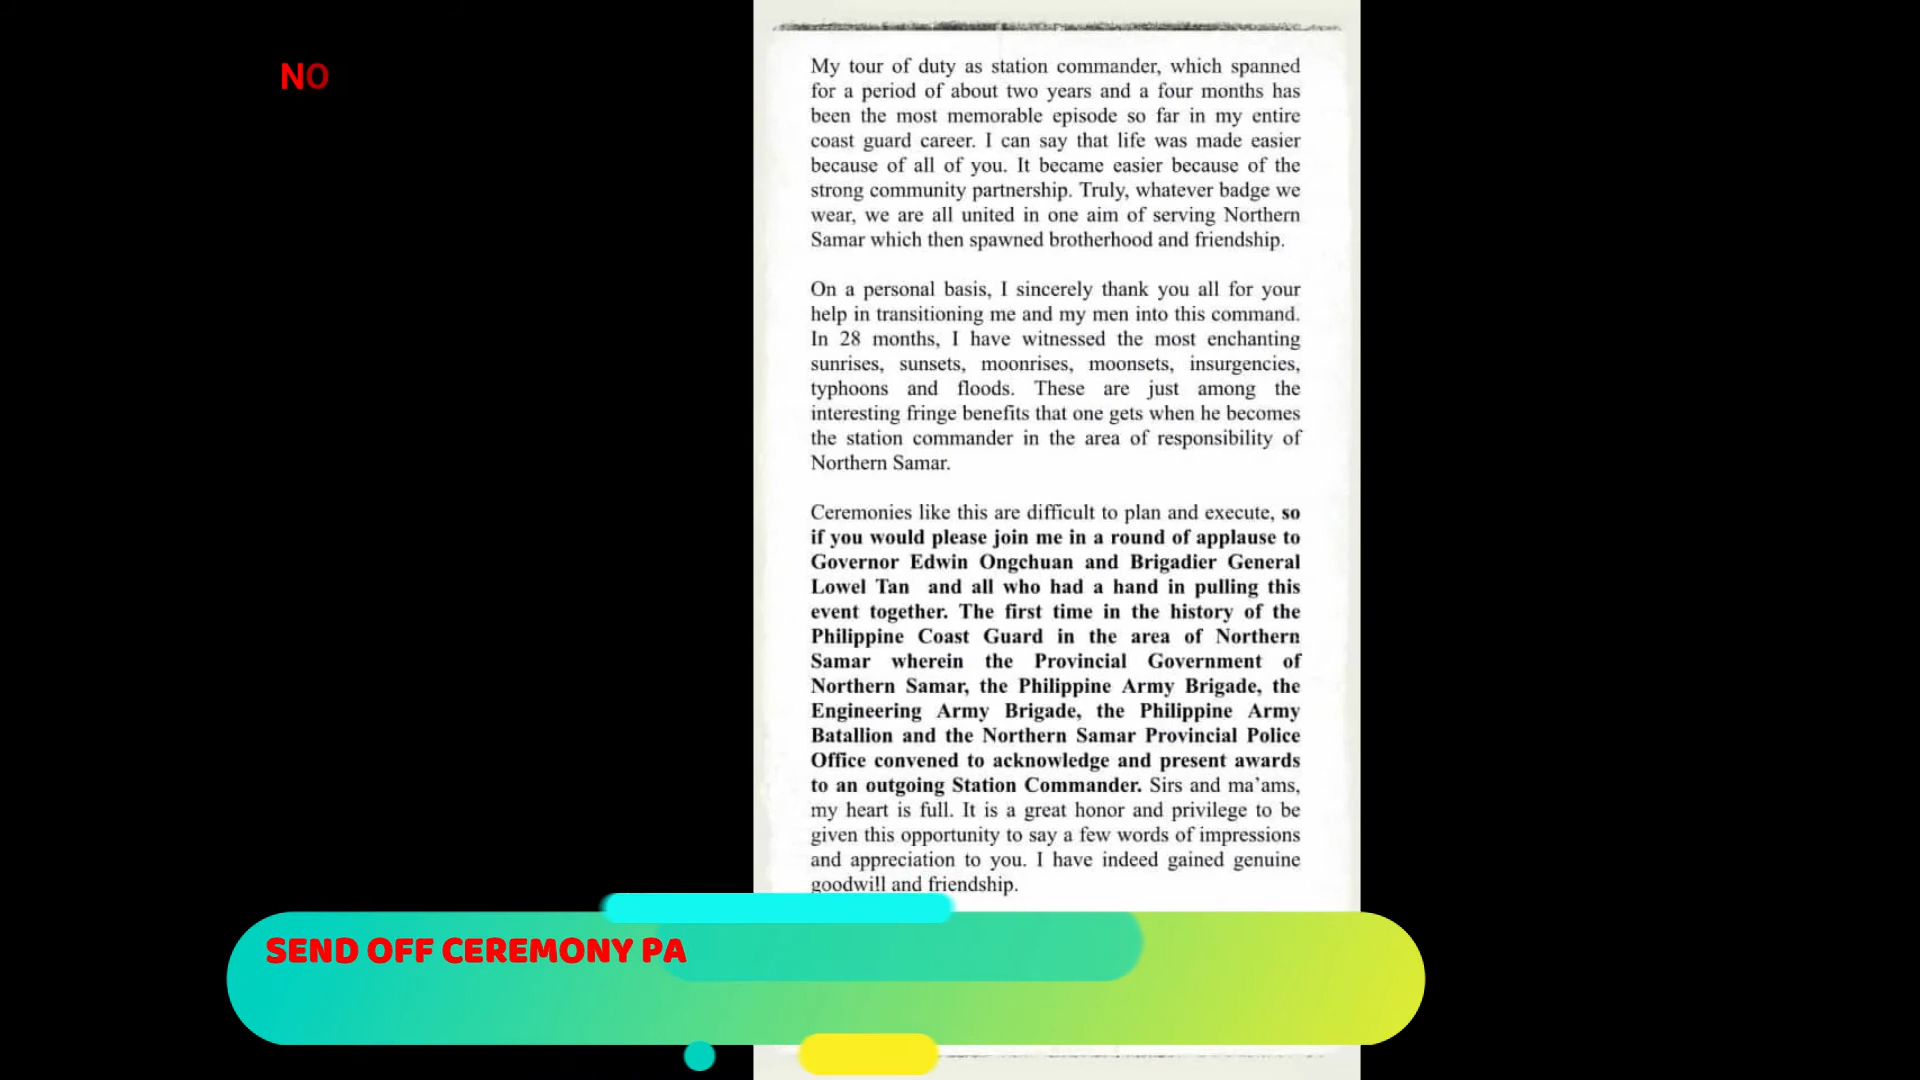 NO
My tour of duty as station commander, which spanned
for a period of about two years and a four months has
been the most memorable episode so far in my entire
coast guard career. I can say that life was made easier
because of all of you. It became easier because of the
strong community partnership. Truly, whatever badge we
wear, we are all united in one aim of serving Northern
Samar which then spawned brotherhood and friendship.
On a personal basis, I sincerely thank you all for your
help in transitioning me and my men into this command.
In 28 months, I have witnessed the most enchanting
sunrises, sunsets, moonrises, moonsets, insurgencies,
typhoons and floods. These are just among the
interesting fringe benefits that one gets when he becomes
the station commander in the area of responsibility of
Northern Samar.
Ceremonies like this are difficult to plan and execute, so
if you would please join me in a round of applause to
Governor Edwin Ongchuan and Brigadier General
Lowel Tan and all who had a hand in pulling this
event together. The first time in the history of the
Philippine Coast Guard in the area of Northern
Samar wherein the Provincial Government of
Northern Samar, the Philippine Army Brigade, the
Engineering Army Brigade, the Philippine Army
Batallion and the Northern Samar Provincial Police
Office convened to acknowledge and present awards
to an outgoing Station Commander. Sirs and ma’ams,
my heart is full. It is a great honor and privilege to be
given this opportunity to say a few words of impressions
and appreciation to you. I have indeed gained genuine
goodwill and friendship.
SEND OFF CEREMONY PA